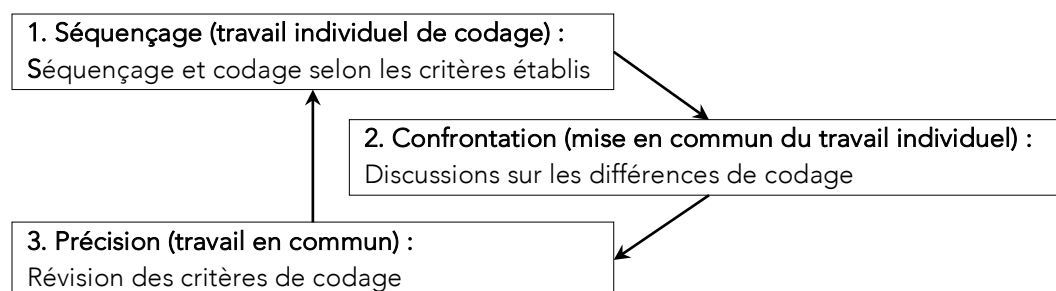 1. Séquençage (travail individuel de codage) :
Séquençage et codage selon les critères établis
2. Confrontation (mise en commun du travail individuel) :
Discussions sur les différences de codage
3. Précision (travail en commun) :
Révision des critères de codage